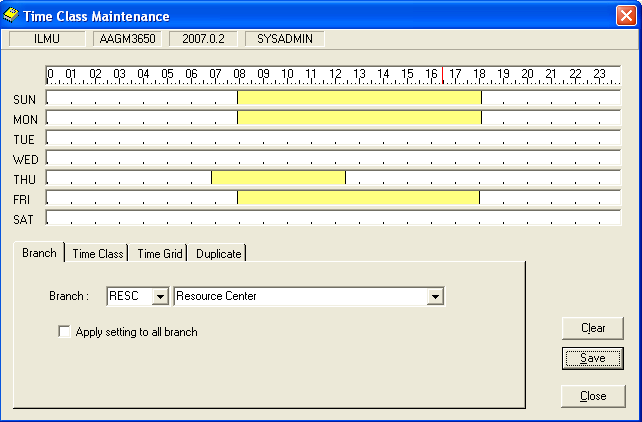 Time Class Maintenance
ILMU AAGM3650 2007.0.2 SYSADMIN
0 01 02 03 04 05 06 07 08 09 10 11 12 13 14 15 16 17 18 19 20 21 22 23
SUN
MON
TUE
WED
THU
FRI
SAT
Branch Time Class Time Grid Duplicate
Branch : RESC Resource Center
Apply setting to all branch
Clear
Save
Close